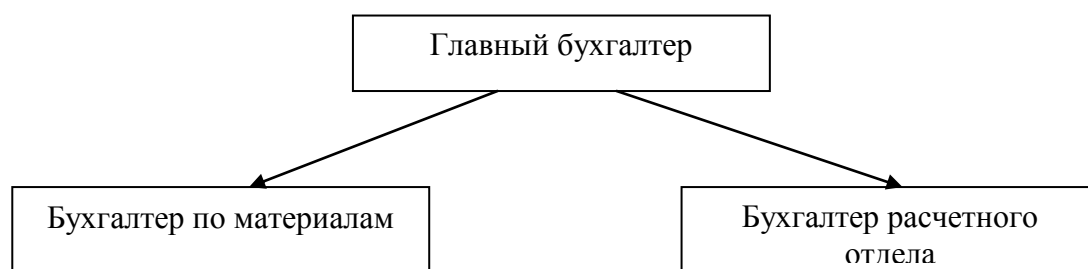 Главный бухгалтер
Бухгалтер по материалам
Бухгалтер расчетного
отдела